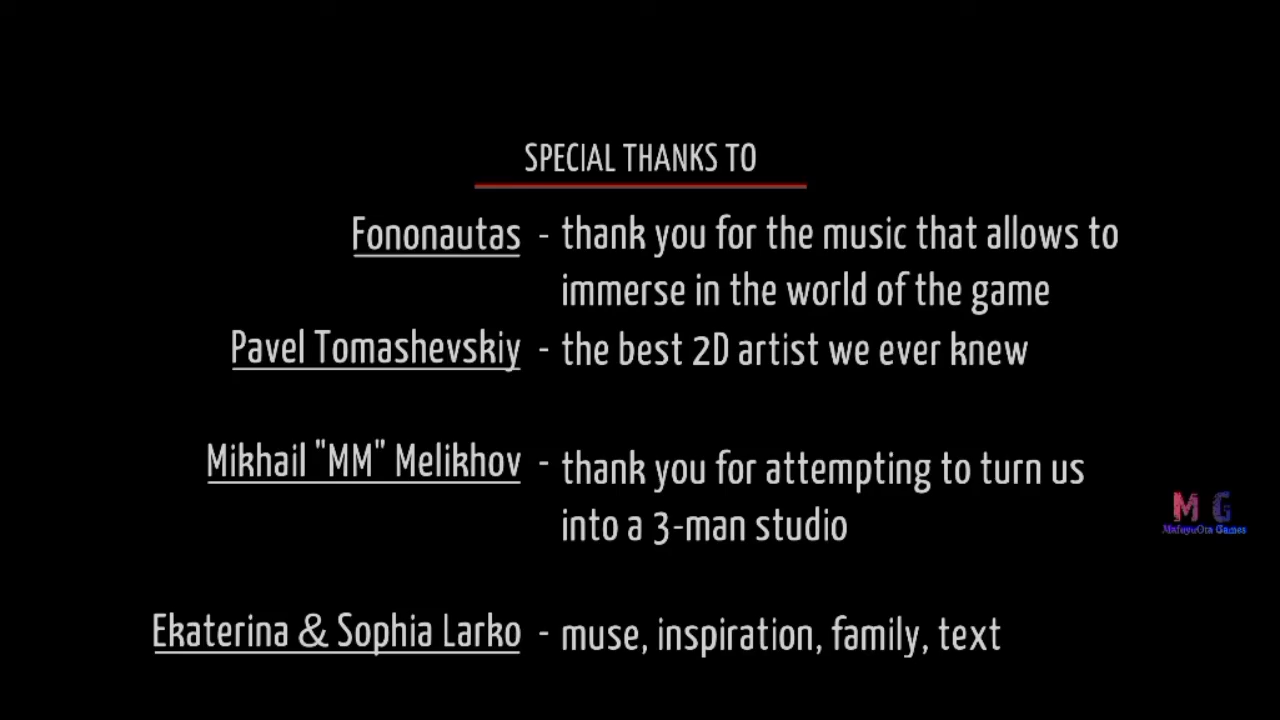 SPECIAL THANKS TO
Fononautas - thank you for the music that allows to
immerse in the world of the game
Pavel Tomashevskiy - the best 2D artist we ever knew
Mikhail "MM" Melikhov - thank you for attempting to turn us
into a 3-man studio
M G
MafuyuOta Games
Ekaterina & Sophia Larko - muse, inspiration, family, text